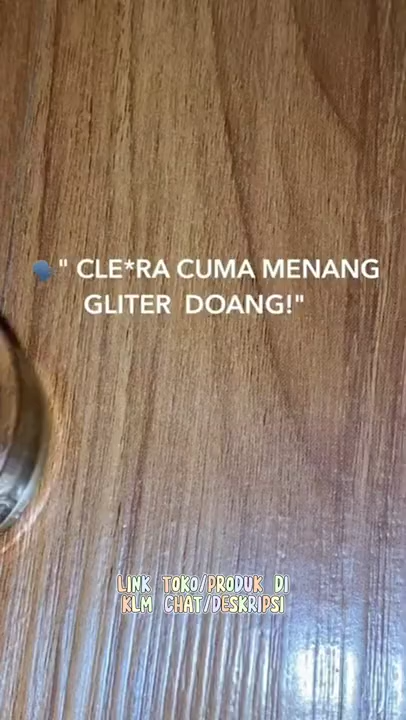 " CLE*RA CUMA MENANG
GLITER DOANG!"
LINK TOKO/PRODUK DI
KLM CHAT/DESKRIPSI